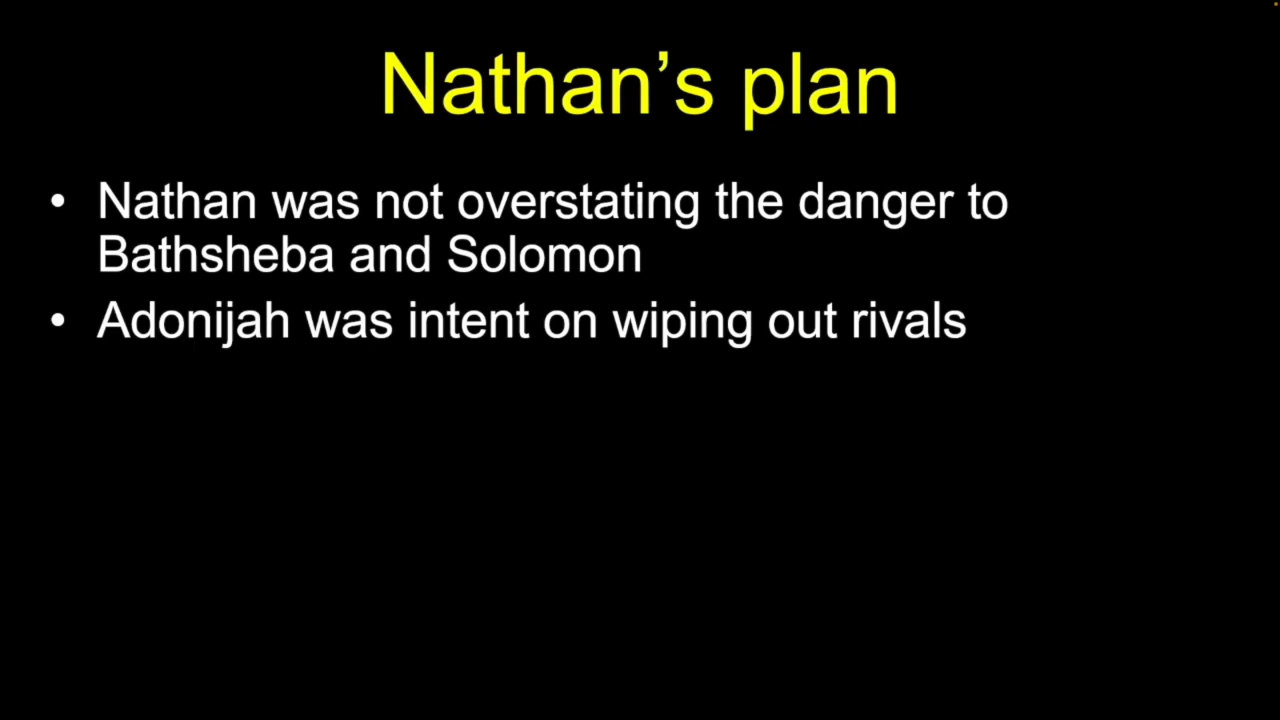 Nathan’s plan
• Nathan was not overstating the danger to
Bathsheba and Solomon
• Adonijah was intent on wiping out rivals